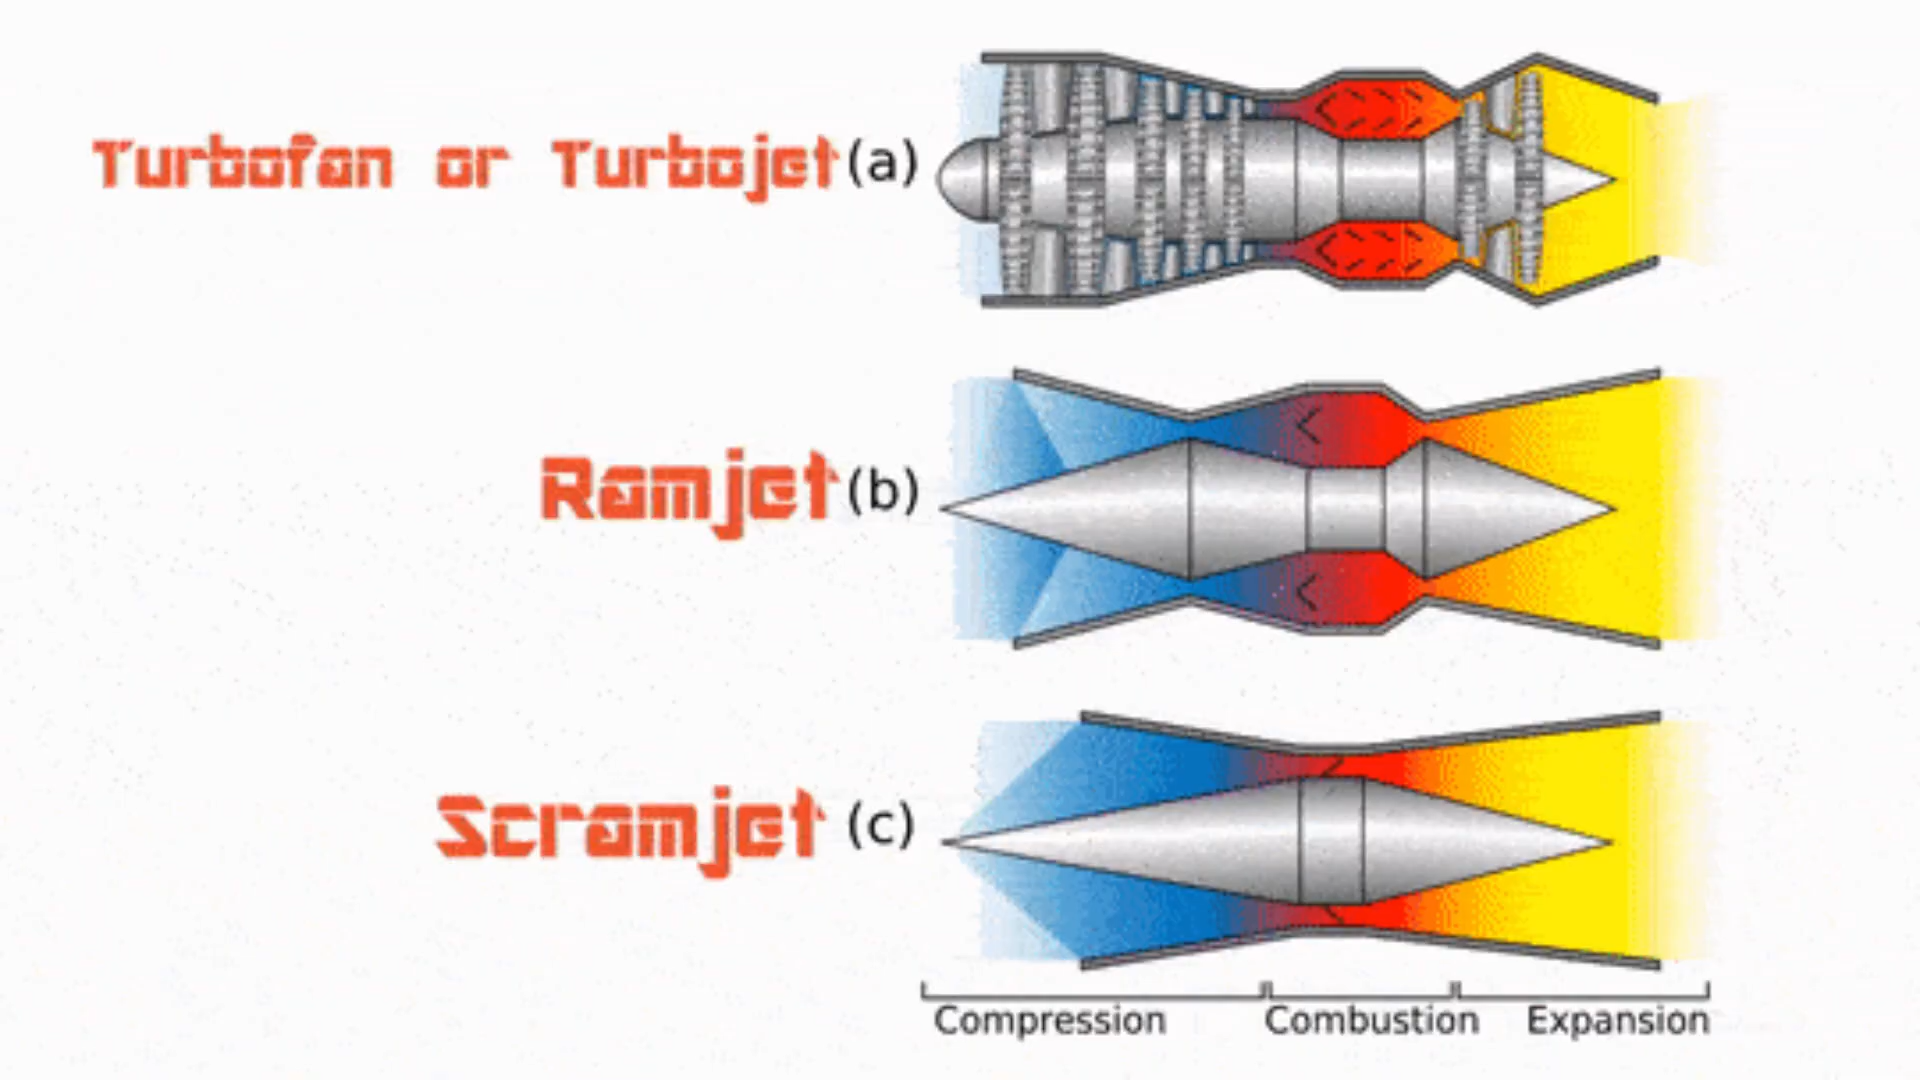 Turbofan or Turbojet (a)
Ramjet (b)
Scramjet (c)
Compression Combustion Expansion